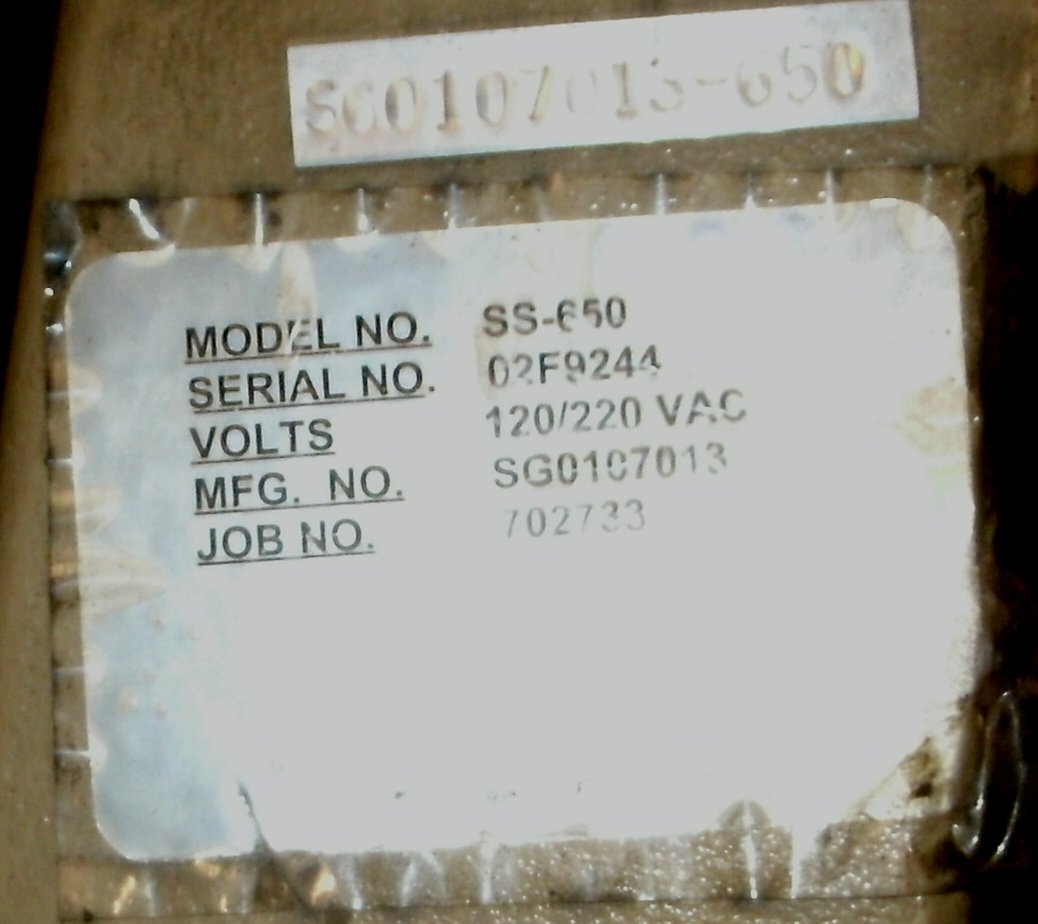 SG0107013-650
MODEL NO. SS-650
SERIAL NO. 02F9244
VOLTS 120/220 VAC
MFG. NO. SG0107013
JOB NO. 702733